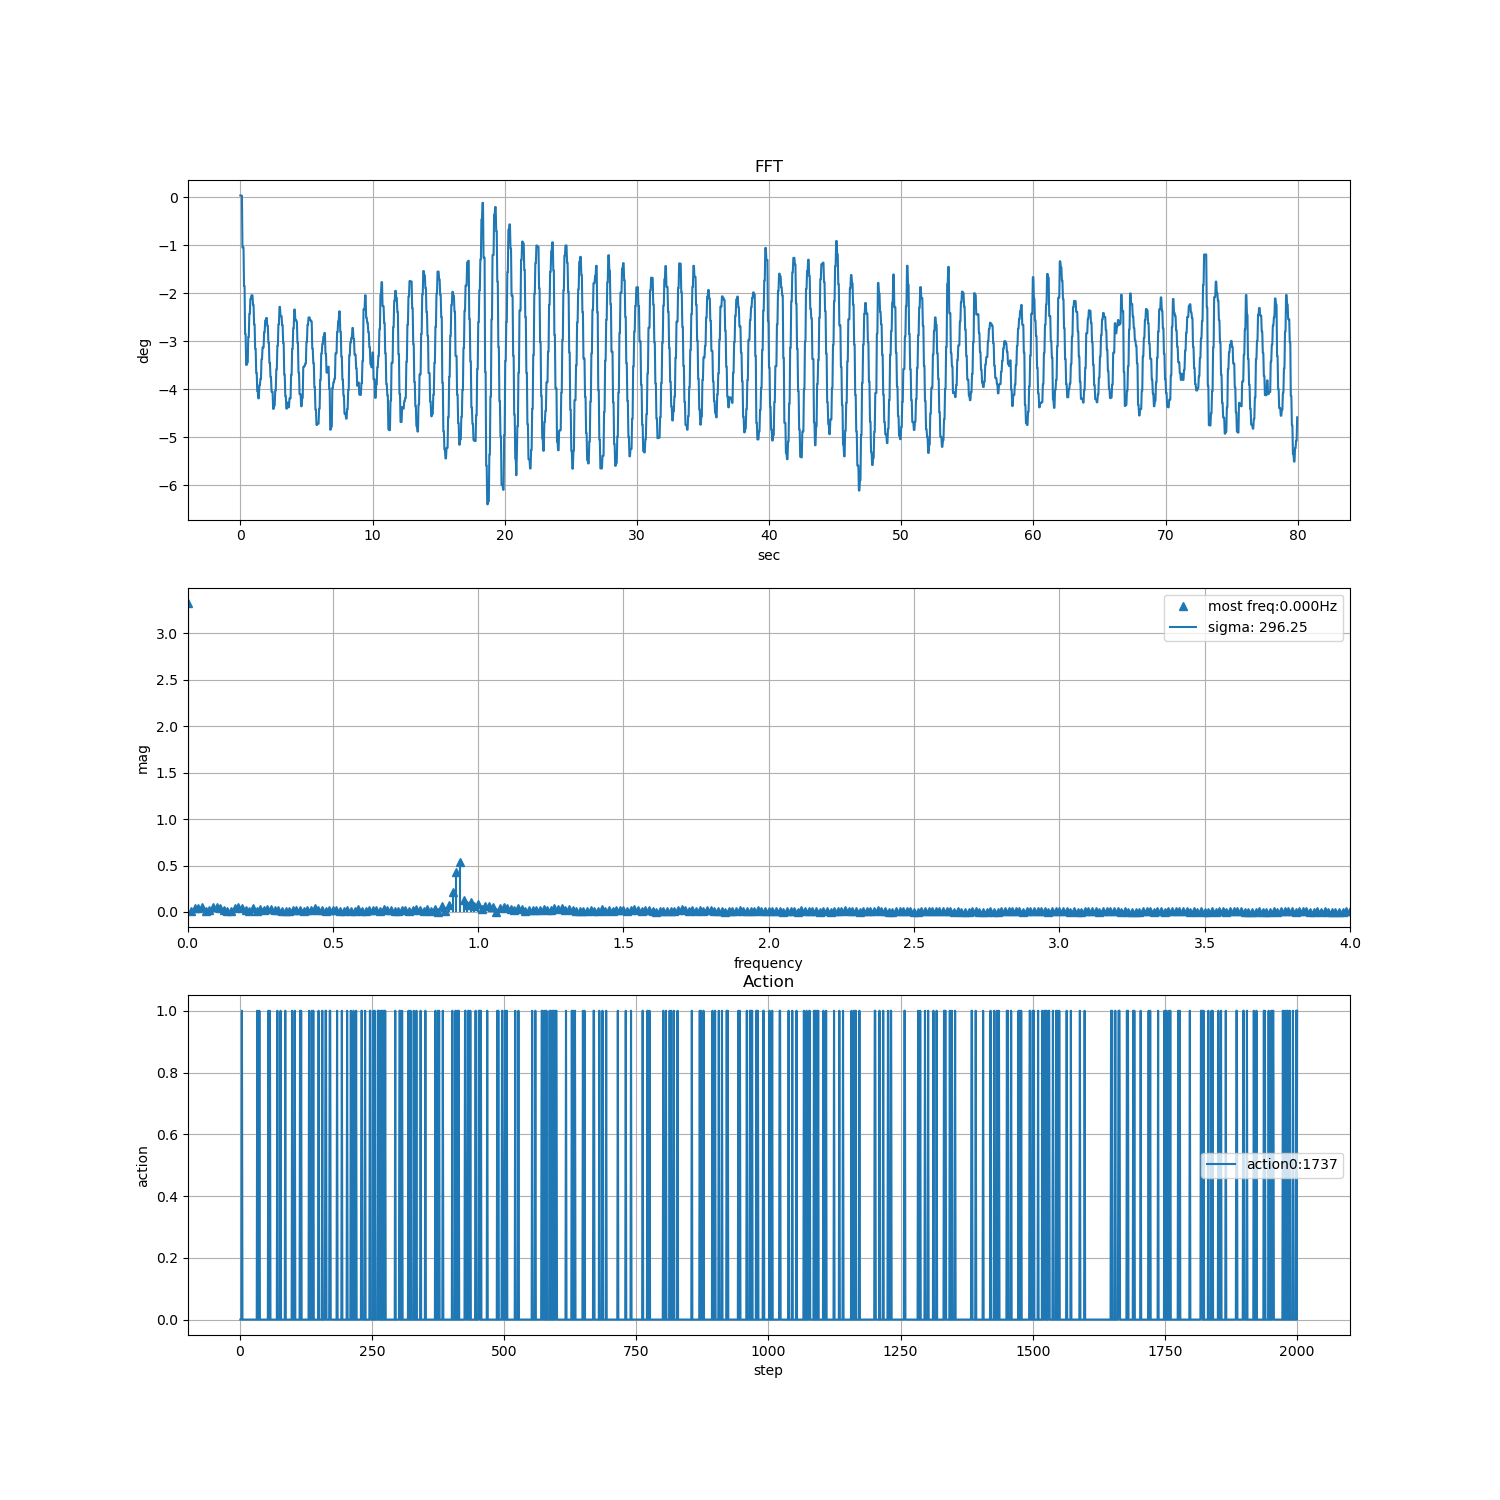 FFT
0
−1
−2
−3
−4
−5
−6
deg
0 10 20 30 40 50 60 70 80
sec
most freq:0.000Hz
sigma: 296.25
3.0
2.5
2.0
1.5
1.0
0.5
0.0
mag
0.0 0.5 1.0 1.5 2.0 2.5 3.0 3.5 4.0
frequency
Action
1.0
0.8
0.6
0.4
0.2
0.0
action
action0:1737
0 250 500 750 1000 1250 1500 1750 2000
step